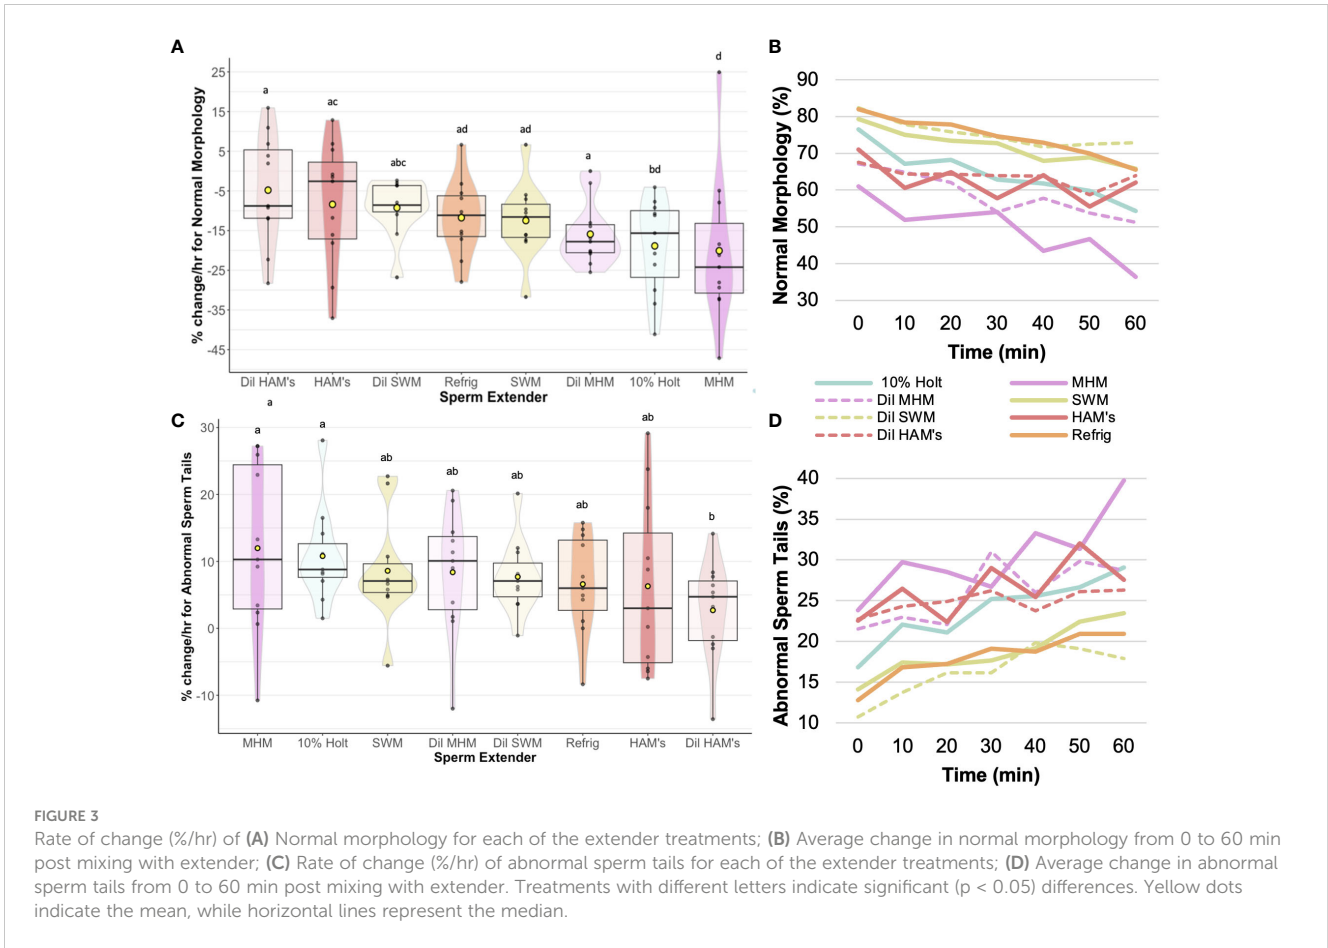 A
% change/hr for Normal Morphology
25
15
5
-5
-15
-25
-35
-45
a
ac
abc
ad
ad
a
bd
d
Dil HAM's HAM's Dil SWM Refrig SWM Dil MHM 10% Holt MHM
Sperm Extender
B
Normal Morphology (%)
90
80
70
60
50
40
30
0 10 20 30 40 50 60
Time (min)
10% Holt MHM
Dil MHM SWM
Dil SWM HAM's
Dil HAM's Refrig
a
C
% change/hr for Abnormal Sperm Tails
30
20
10
0
-10
a
a
ab
ab
ab
ab
ab
b
MHM 10% Holt SWM Dil MHM Dil SWM Refrig HAM's Dil HAM's
Sperm Extender
D
Abnormal Sperm Tails (%)
40
35
30
25
20
15
10
0 10 20 30 40 50 60
Time (min)
FIGURE 3
Rate of change (%/hr) of (A) Normal morphology for each of the extender treatments; (B) Average change in normal morphology from 0 to 60 min
post mixing with extender; (C) Rate of change (%/hr) of abnormal sperm tails for each of the extender treatments; (D) Average change in abnormal
sperm tails from 0 to 60 min post mixing with extender. Treatments with different letters indicate significant (p < 0.05) differences. Yellow dots
indicate the mean, while horizontal lines represent the median.